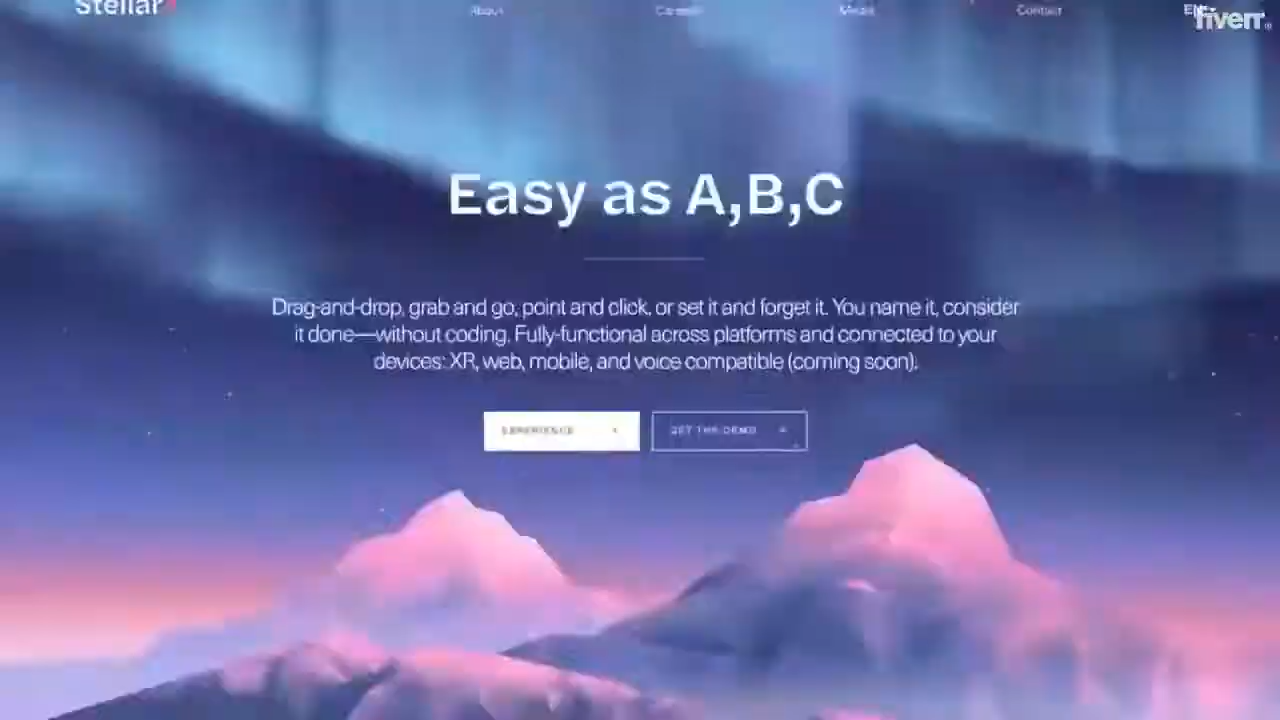 Stellar
About Careers Media Contact EN
fiverr®
Easy as A,B,C
Drag-and-drop, grab and go, point and click, or set it and forget it. You name it, consider
it done—without coding. Fully-functional across platforms and connected to your
devices: XR, web, mobile, and voice compatible (coming soon).
EXPERIENCE
GET THE DEMO